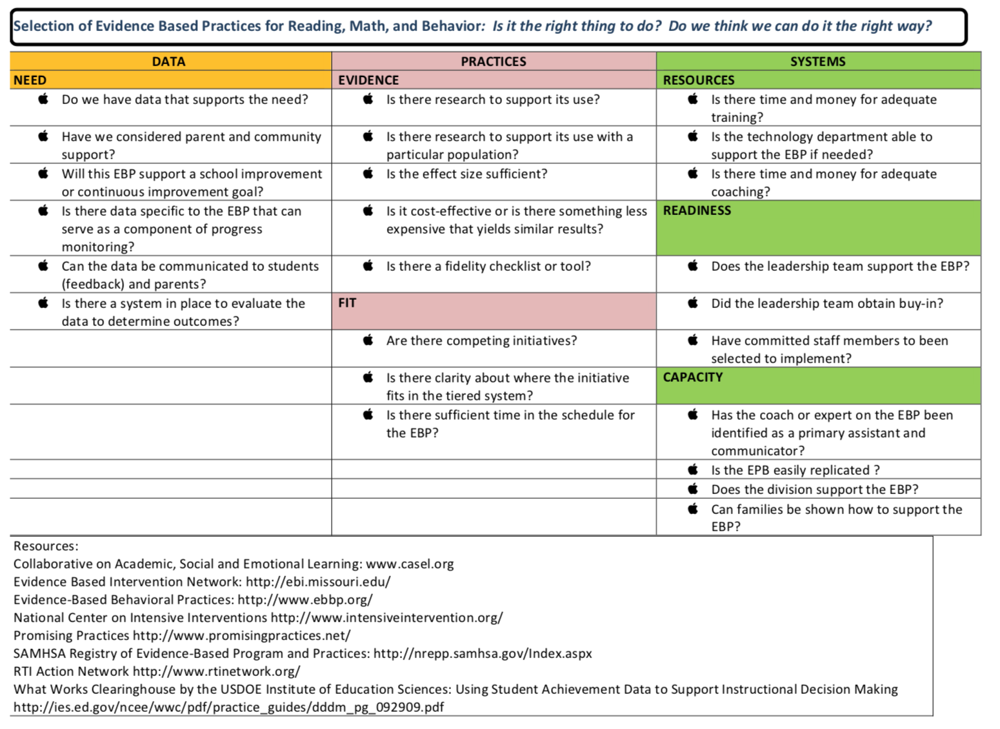 Selection of Evidence Based Practices for Reading, Math, and Behavior: Is it the right thing to do? Do we think we can do it the right way?
DATA
NEED
Do we have data that supports the need?
Have we considered parent and community
support?
Will this EBP support a school improvement
or continuous improvement goal?
Is there data specific to the EBP that can
serve as a component of progress
monitoring?
Can the data be communicated to students
(feedback) and parents?
Is there a system in place to evaluate the
data to determine outcomes?
PRACTICES
EVIDENCE
Is there research to support its use?
Is there research to support its use with a
particular population?
Is the effect size sufficient?
Is it cost-effective or is there something less
expensive that yields similar results?
Is there a fidelity checklist or tool?
FIT
Are there competing initiatives?
Is there clarity about where the initiative
fits in the tiered system?
Is there sufficient time in the schedule for
the EBP?
SYSTEMS
RESOURCES
Is there time and money for adequate
training?
Is the technology department able to
support the EBP if needed?
Is there time and money for adequate
coaching?
READINESS
Does the leadership team support the EBP?
Did the leadership team obtain buy-in?
Have committed staff members to been
selected to implement?
CAPACITY
Has the coach or expert on the EBP been
identified as a primary assistant and
communicator?
Is the EPB easily replicated ?
Does the division support the EBP?
Can families be shown how to support the
EBP?
Resources:
Collaborative on Academic, Social and Emotional Learning: www.casel.org
Evidence Based Intervention Network: http://ebi.missouri.edu/
Evidence-Based Behavioral Practices: http://www.ebbp.org/
National Center on Intensive Interventions http://www.intensiveintervention.org/
Promising Practices http://www.promisingpractices.net/
SAMHSA Registry of Evidence-Based Program and Practices: http://nrepp.samhsa.gov/Index.aspx
RTI Action Network http://www.rtinetwork.org/
What Works Clearinghouse by the USDOE Institute of Education Sciences: Using Student Achievement Data to Support Instructional Decision Making
http://ies.ed.gov/ncee/wwc/pdf/practice_guides/dddm_pg_092909.pdf